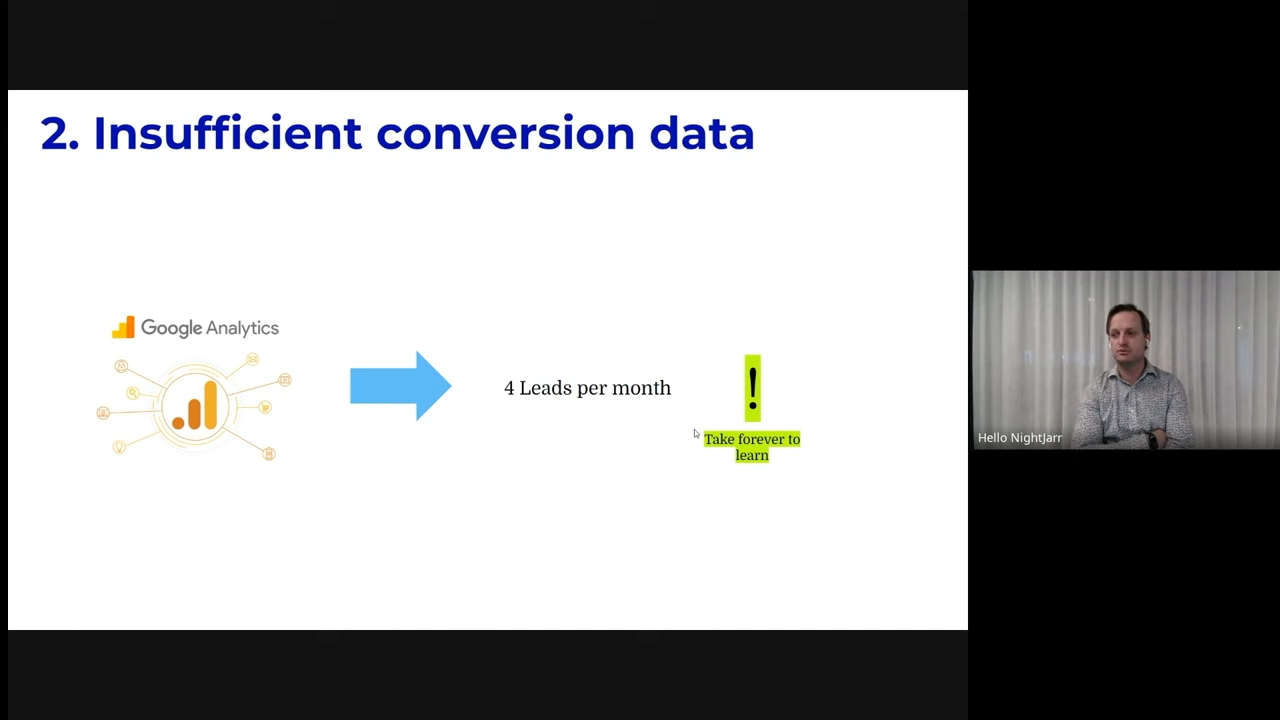 2. Insufficient conversion data
Google Analytics
4 Leads per month
!
Take forever to
learn
Hello NightJarr